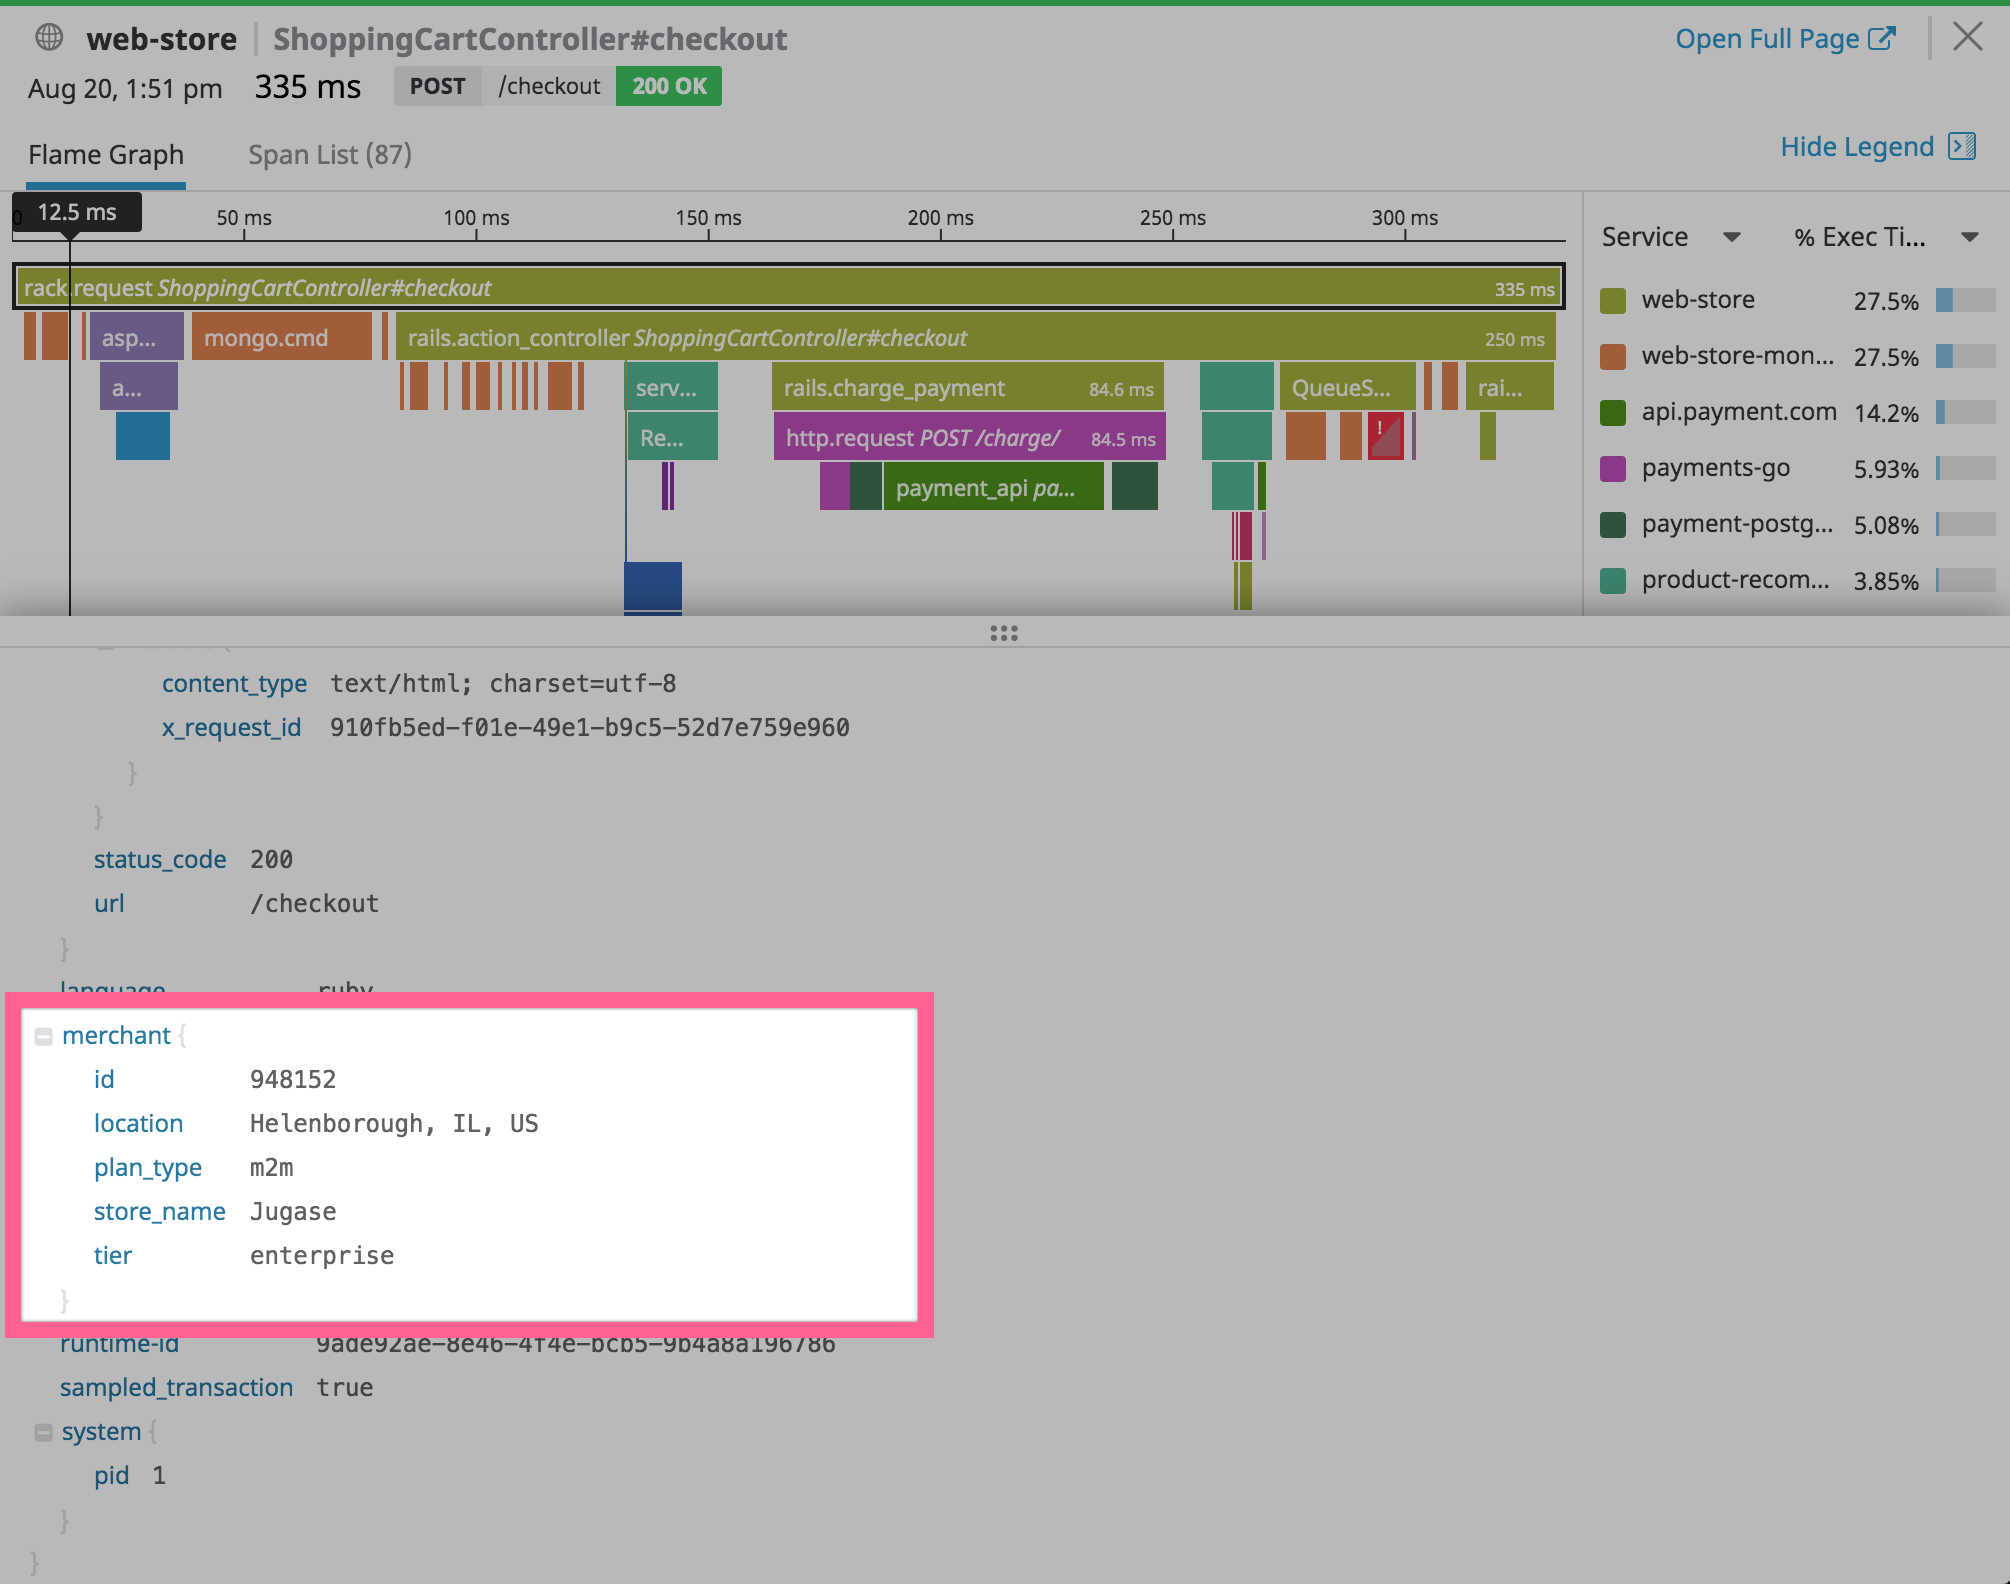 web-store ShoppingCartController#checkout Open Full Page
Aug 20, 1:51 pm 335 ms POST /checkout 200 OK
Flame Graph Span List (87) Hide Legend
0 12.5 ms 50 ms 100 ms 150 ms 200 ms 250 ms 300 ms
Service % Exec Ti...
rack.request ShoppingCartController#checkout 335 ms
web-store 27.5%
asp... mongo.cmd rails.action_controller ShoppingCartController#checkout 250 ms
web-store-mon... 27.5%
a... serv... rails.charge_payment 84.6 ms QueueS... rai...
api.payment.com 14.2%
Re... http.request POST /charge/ 84.5 ms !
payments-go 5.93%
payment_api pa...
payment-postg... 5.08%
product-recom... 3.85%
content_type text/html; charset=utf-8
x_request_id 910fb5ed-f01e-49e1-b9c5-52d7e759e960
}
}
status_code 200
url /checkout
}
language ruby
merchant {
id 948152
location Helenborough, IL, US
plan_type m2m
store_name Jugase
tier enterprise
}
runtime-id 9ade92ae-8e46-4f4e-bcb5-9b4a8a196786
sampled_transaction true
system {
pid 1
}
}